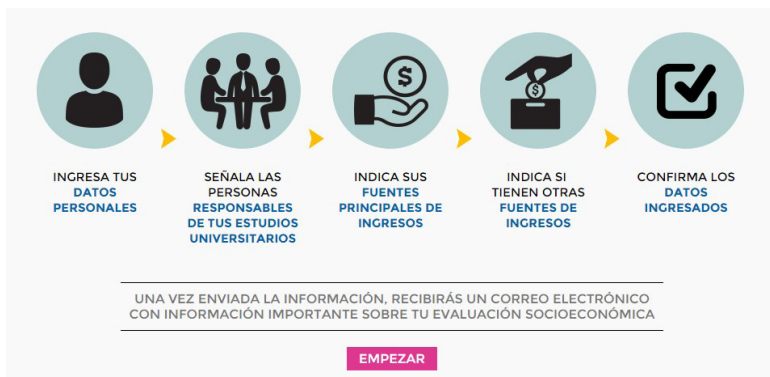 INGRESA TUS
DATOS
PERSONALES
SEÑALA LAS
PERSONAS
RESPONSABLES
DE TUS ESTUDIOS
UNIVERSITARIOS
INDICA SUS
FUENTES
PRINCIPALES DE
INGRESOS
INDICA SI
TIENEN OTRAS
FUENTES DE
INGRESOS
CONFIRMA LOS
DATOS
INGRESADOS
UNA VEZ ENVIADA LA INFORMACIÓN, RECIBIRÁS UN CORREO ELECTRÓNICO
CON INFORMACIÓN IMPORTANTE SOBRE TU EVALUACIÓN SOCIOECONÓMICA
EMPEZAR